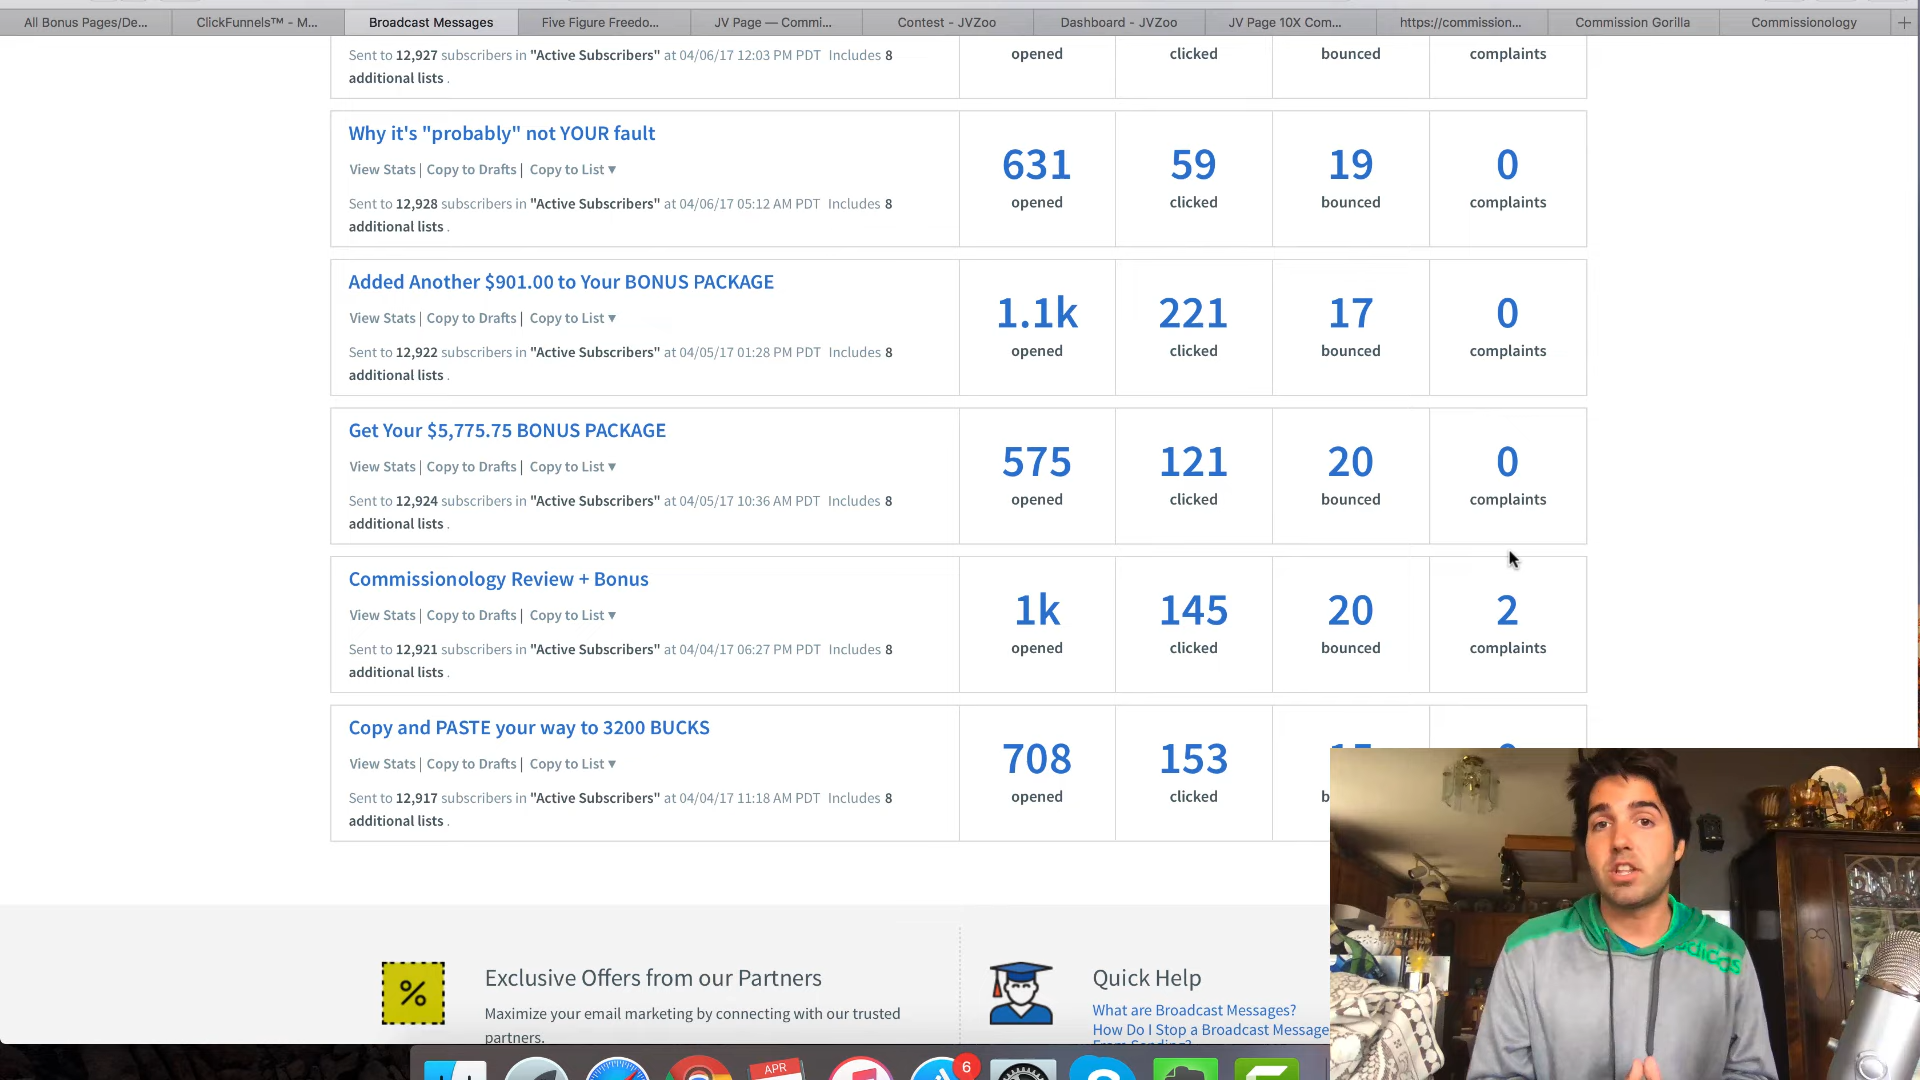 All Bonus Pages/De... ClickFunnels™ - M... Broadcast Messages Five Figure Freedo... JV Page — Commi... Contest - JVZoo Dashboard - JVZoo JV Page 10X Com... https://commission... Commission Gorilla Commissionology +
Sent to 12,927 subscribers in "Active Subscribers" at 04/06/17 12:03 PM PDT Includes 8
additional lists .
opened clicked bounced complaints
Why it's "probably" not YOUR fault
View Stats | Copy to Drafts | Copy to List ▾
Sent to 12,928 subscribers in "Active Subscribers" at 04/06/17 05:12 AM PDT Includes 8
additional lists .
631 59 19 0
opened clicked bounced complaints
Added Another $901.00 to Your BONUS PACKAGE
View Stats | Copy to Drafts | Copy to List ▾
Sent to 12,922 subscribers in "Active Subscribers" at 04/05/17 01:28 PM PDT Includes 8
additional lists .
1.1k 221 17 0
opened clicked bounced complaints
Get Your $5,775.75 BONUS PACKAGE
View Stats | Copy to Drafts | Copy to List ▾
Sent to 12,924 subscribers in "Active Subscribers" at 04/05/17 10:36 AM PDT Includes 8
additional lists .
575 121 20 0
opened clicked bounced complaints
Commissionology Review + Bonus
View Stats | Copy to Drafts | Copy to List ▾
Sent to 12,921 subscribers in "Active Subscribers" at 04/04/17 06:27 PM PDT Includes 8
additional lists .
1k 145 20 2
opened clicked bounced complaints
Copy and PASTE your way to 3200 BUCKS
View Stats | Copy to Drafts | Copy to List ▾
Sent to 12,917 subscribers in "Active Subscribers" at 04/04/17 11:18 AM PDT Includes 8
additional lists .
708 153
opened clicked
%
Exclusive Offers from our Partners
Maximize your email marketing by connecting with our trusted
partners.
Quick Help
What are Broadcast Messages?
How Do I Stop a Broadcast Message
From Sending?
adidas
APR
6